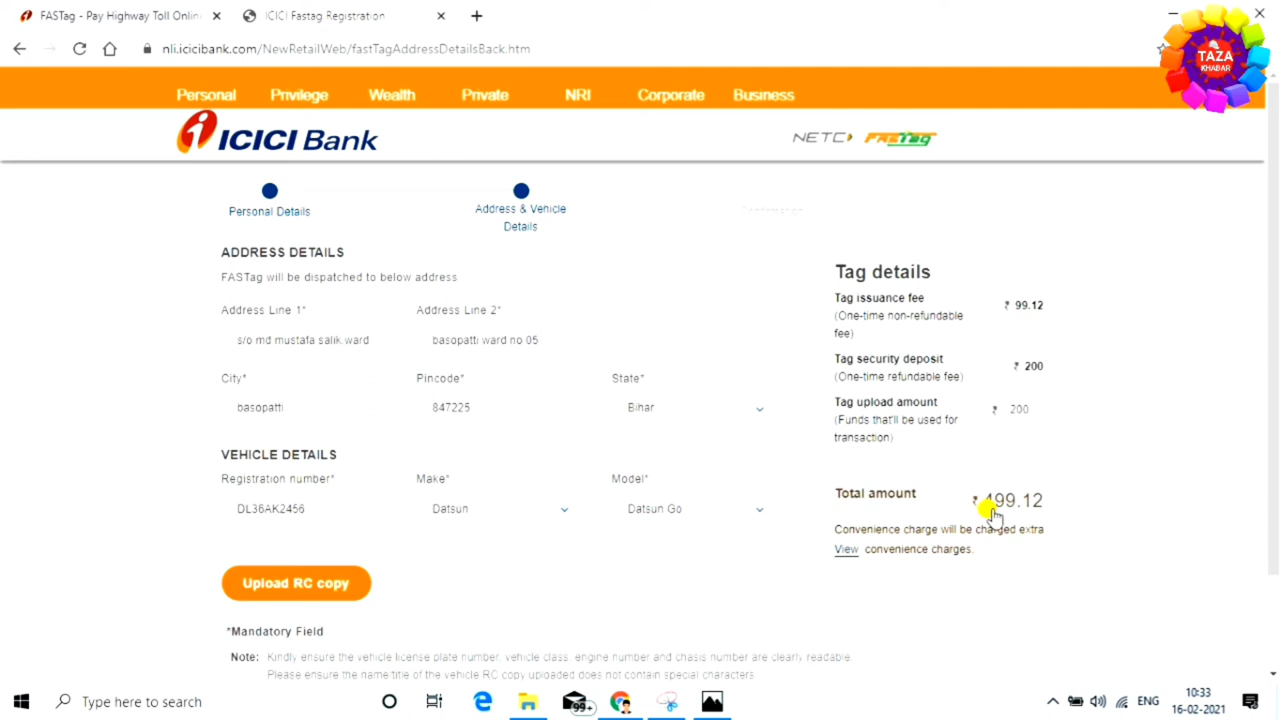 FASTag - Pay Highway Toll Online
ICICI Fastag Registration
nli.icicibank.com/NewRetailWeb/fastTagAddressDetailsBack.htm
TAZA
KHABAR
Personal Privilege Wealth Private NRI Corporate Business
ICICI Bank
NETC FASTag
Personal Details
Address & Vehicle
Details
ADDRESS DETAILS
FASTag will be dispatched to below address
Address Line 1* Address Line 2*
s/o md mustafa salik ward basopatti ward no 05
City* Pincode* State*
basopatti 847225 Bihar
VEHICLE DETAILS
Registration number* Make* Model*
DL36AK2456 Datsun Datsun Go
Upload RC copy
*Mandatory Field
Note: Kindly ensure the vehicle license plate number, vehicle class, engine number and chasis number are clearly readable.
Please ensure the name title of the vehicle RC copy uploaded does not contain special characters
Tag details
Tag issuance fee ₹ 99.12
(One-time non-refundable
fee)
Tag security deposit ₹ 200
(One-time refundable fee)
Tag upload amount ₹ 200
(Funds that'll be used for
transaction)
Total amount ₹ 499.12
Convenience charge will be charged extra
View convenience charges.
Type here to search
99+
ENG
10:33
16-02-2021